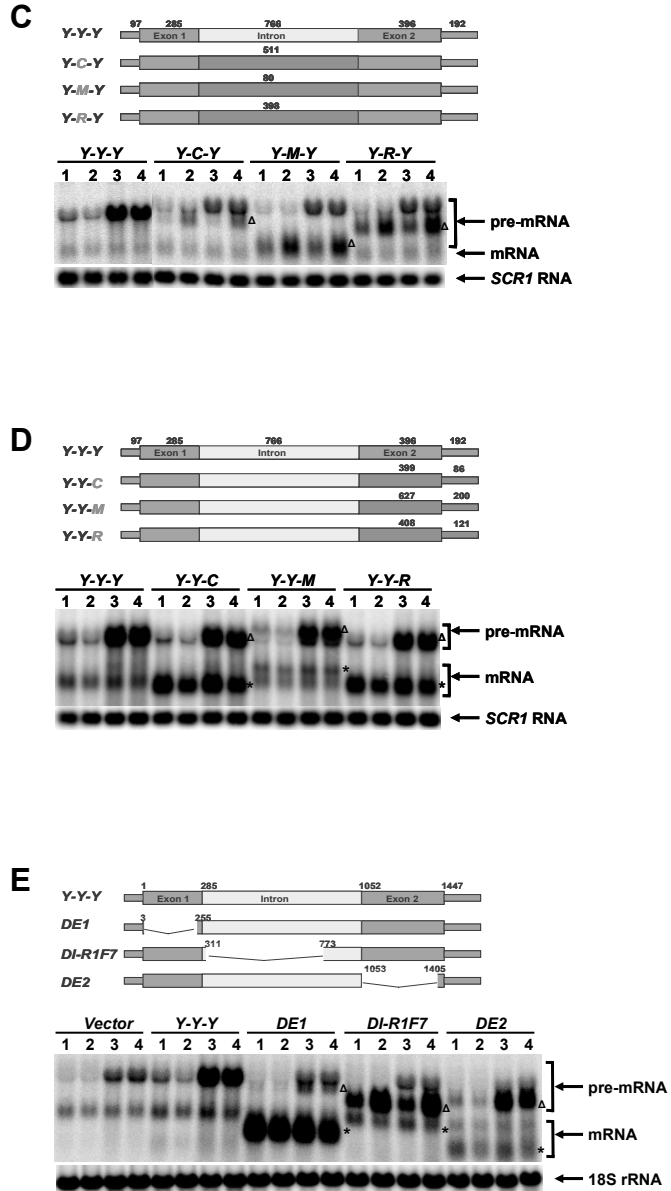 C
97 285 766 396 192
Y-Y-Y Exon 1 Intron Exon 2
511
Y-C-Y
80
Y-M-Y
398
Y-R-Y
Y-Y-Y Y-C-Y Y-M-Y Y-R-Y
1 2 3 4 1 2 3 4 1 2 3 4 1 2 3 4
Δ Δ Δ pre-mRNA
mRNA
SCR1 RNA
D
97 285 766 396 192
Y-Y-Y Exon 1 Intron Exon 2
399 86
Y-Y-C
627 200
Y-Y-M
408 121
Y-Y-R
Y-Y-Y Y-Y-C Y-Y-M Y-Y-R
1 2 3 4 1 2 3 4 1 2 3 4 1 2 3 4
Δ Δ Δ pre-mRNA
* * * mRNA
SCR1 RNA
E
1 285 1052 1447
Y-Y-Y Exon 1 Intron Exon 2
3 255
DE1
311 773
DI-R1F7
1053 1405
DE2
Vector Y-Y-Y DE1 DI-R1F7 DE2
1 2 3 4 1 2 3 4 1 2 3 4 1 2 3 4 1 2 3 4
Δ Δ Δ pre-mRNA
* * * mRNA
18S rRNA